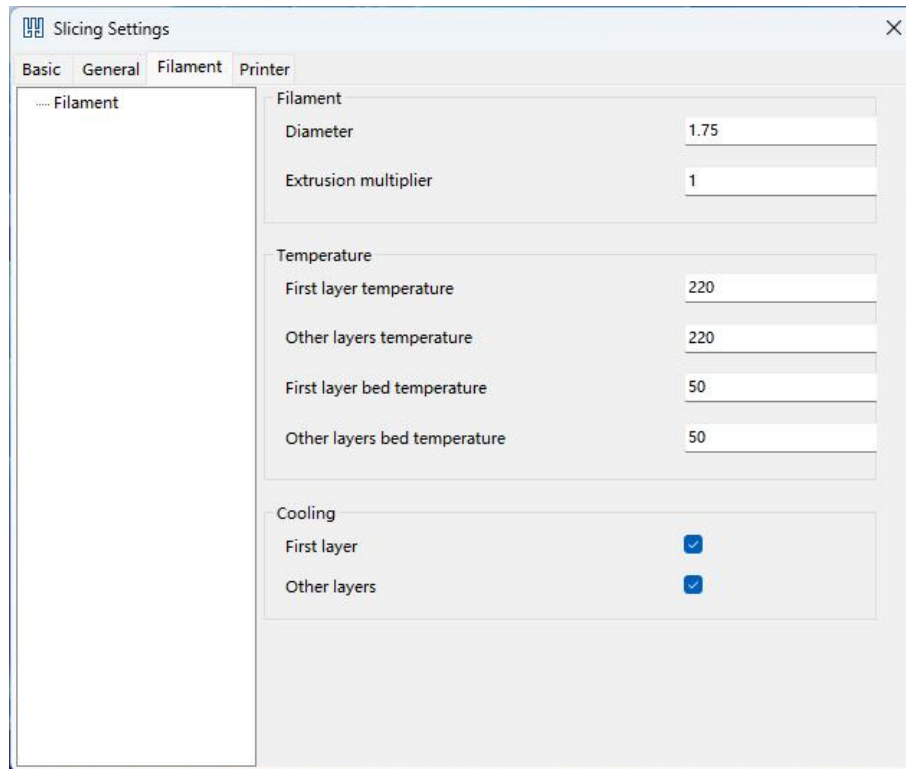 Slicing Settings
Basic General Filament Printer
Filament
Filament
Diameter 1.75
Extrusion multiplier 1
Temperature
First layer temperature 220
Other layers temperature 220
First layer bed temperature 50
Other layers bed temperature 50
Cooling
First layer
Other layers